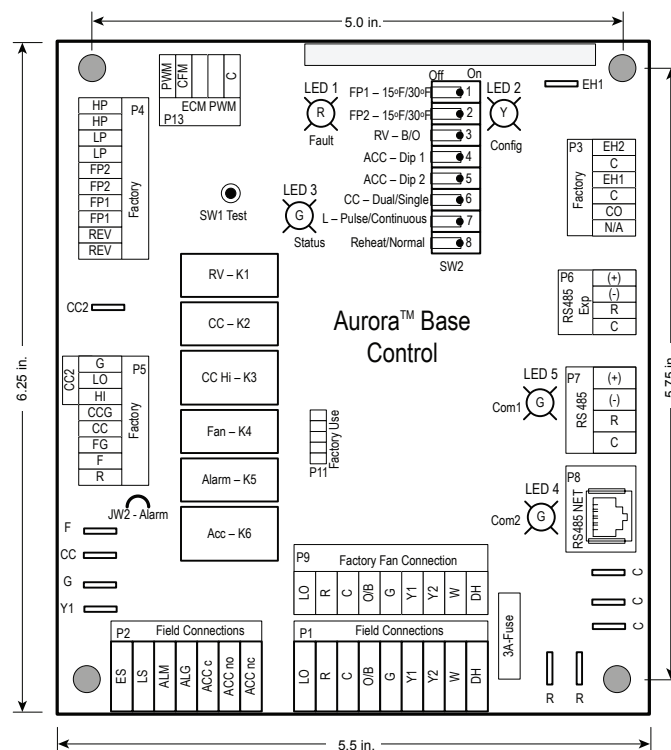 5.0 in.
PWM
CFM
C
ECM PWM
P13
HP
HP
LP
LP
FP2
FP2
FP1
FP1
REV
REV
P4
Factory
LED 1
R
Fault
Off
On
FP1 – 15ºF/30ºF
1
FP2 – 15ºF/30ºF
2
RV – B/O
3
ACC – Dip 1
4
ACC – Dip 2
5
CC – Dual/Single
6
L – Pulse/Continuous
7
Reheat/Normal
8
SW2
LED 2
Y
Config
EH1
P3
Factory
EH2
C
EH1
C
CO
N/A
SW1 Test
LED 3
G
Status
P6
RS485
Exp
(+)
(-)
R
C
CC2
RV – K1
CC – K2
CC Hi – K3
Fan – K4
Alarm – K5
Acc – K6
Aurora™ Base
Control
6.25 in.
5.75 in.
CC2
G
LO
HI
CCG
CC
FG
F
R
P5
Factory
LED 5
Com1
G
P7
RS 485
(+)
(-)
R
C
P11
Factory Use
LED 4
Com2
G
P8
RS485 NET
JW2 - Alarm
F
CC
G
Y1
P9
Factory Fan Connection
LO
R
C
O/B
G
Y1
Y2
W
DH
C
C
C
P2
Field Connections
ES
LS
ALM
ALG
ACC c
ACC no
ACC nc
P1
Field Connections
LO
R
C
O/B
G
Y1
Y2
W
DH
3A-Fuse
R
R
5.5 in.